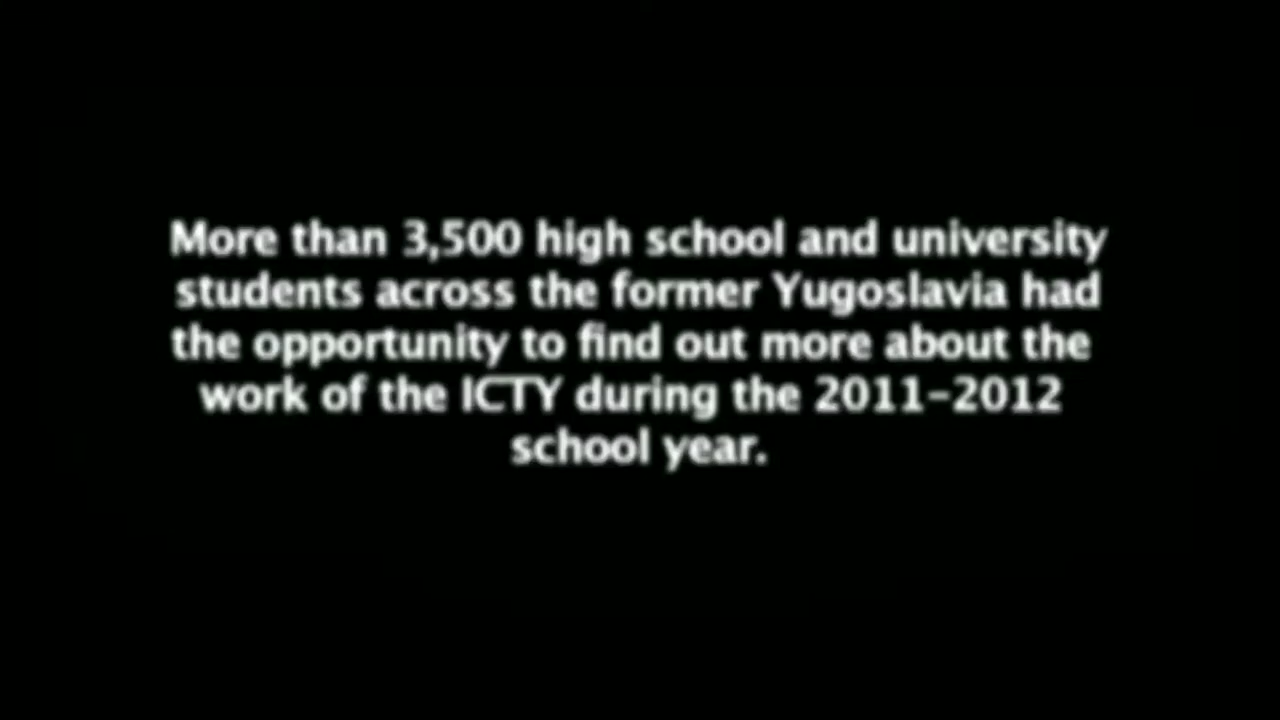 More than 3,500 high school and university
students across the former Yugoslavia had
the opportunity to find out more about the
work of the ICTY during the 2011-2012
school year.